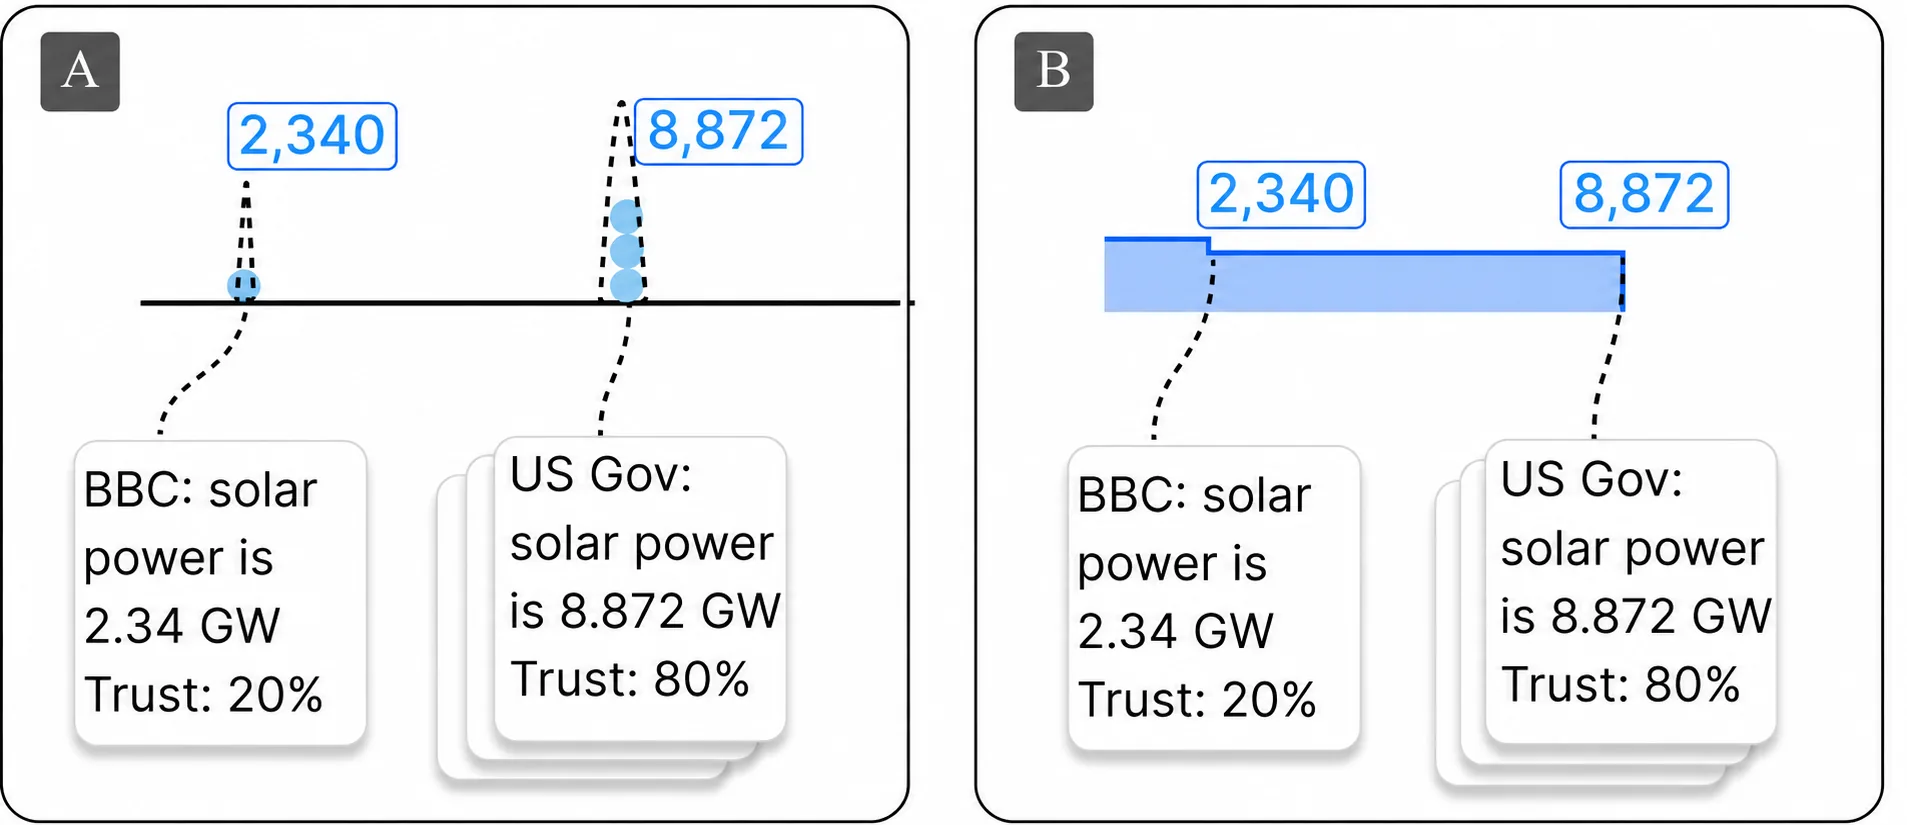 A
2,340
8,872
BBC: solar
power is
2.34 GW
Trust: 20%
US Gov:
solar power
is 8.872 GW
Trust: 80%
B
2,340
8,872
BBC: solar
power is
2.34 GW
Trust: 20%
US Gov:
solar power
is 8.872 GW
Trust: 80%